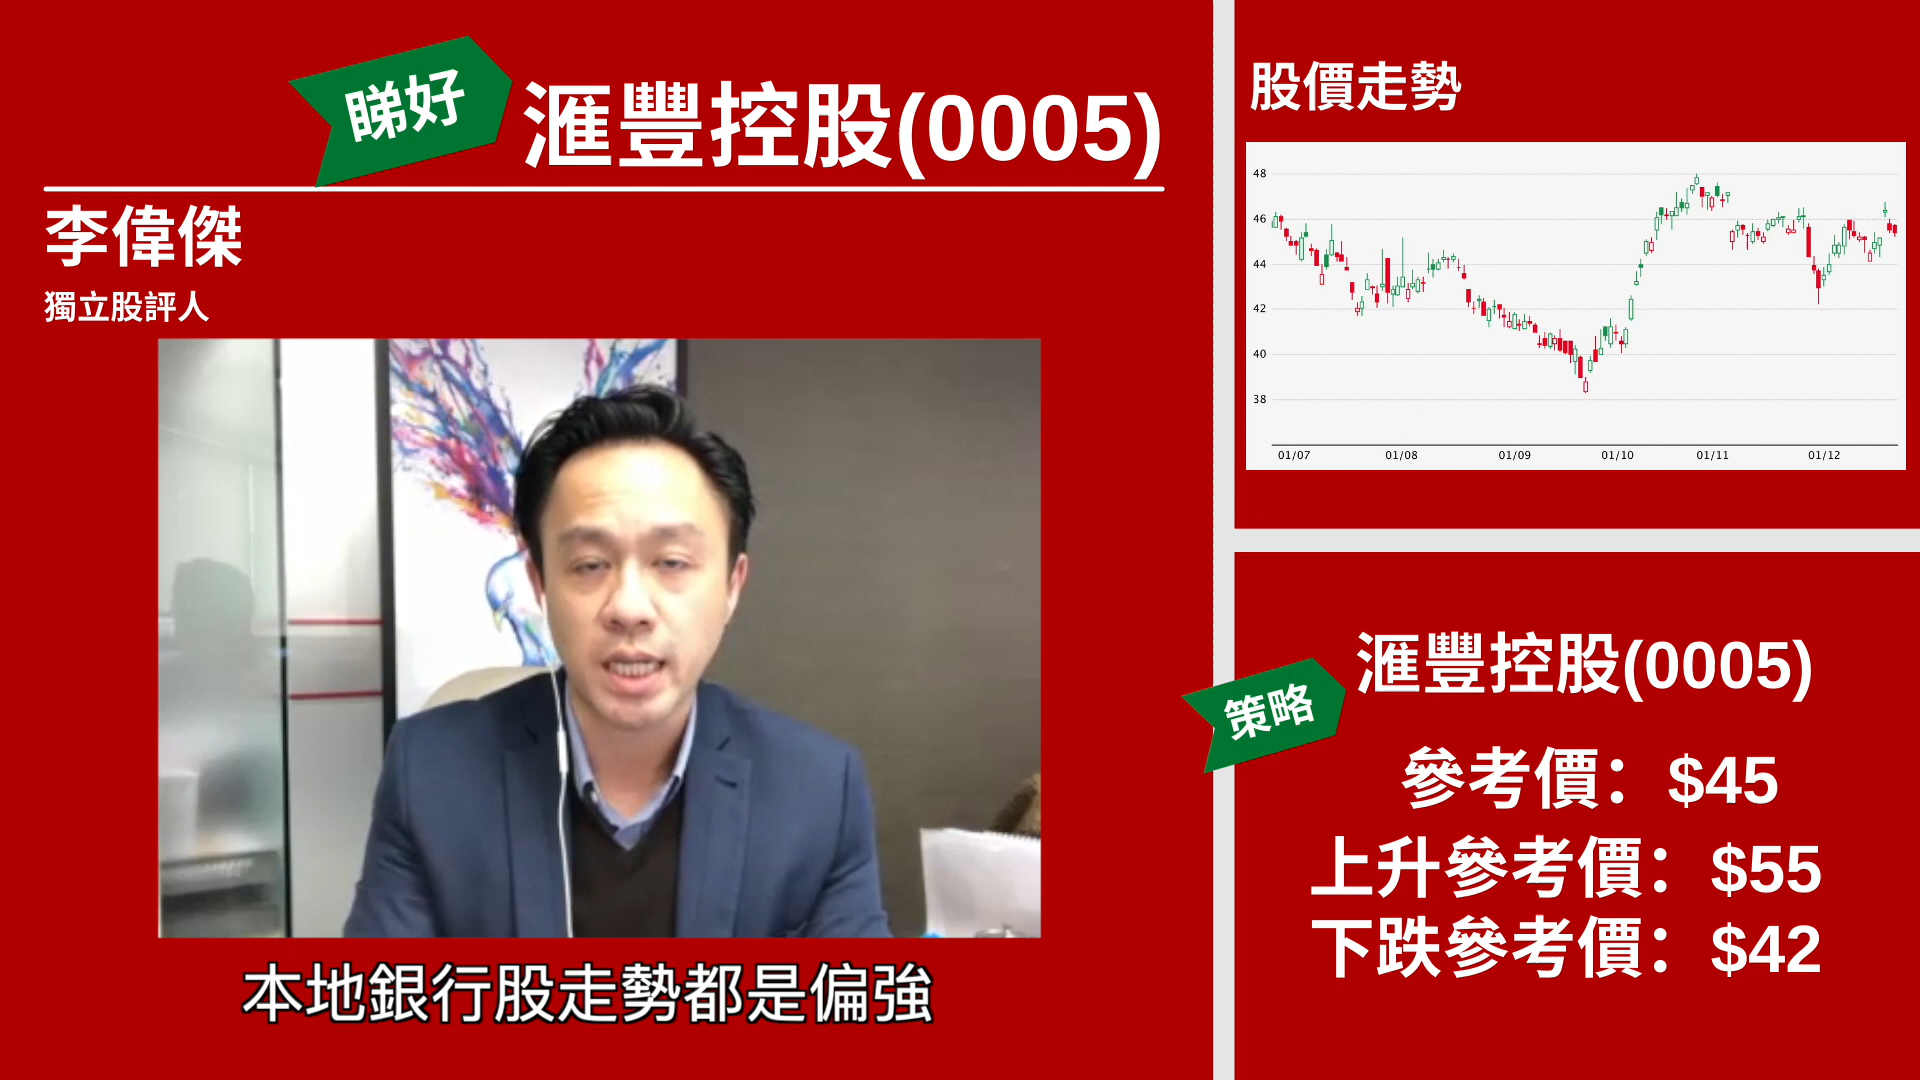 睇好
滙豐控股(0005)
李偉傑
獨立股評人
本地銀行股走勢都是偏強
股價走勢
48
46
44
42
40
38
01/07 01/08 01/09 01/10 01/11 01/12
策略
滙豐控股(0005)
參考價：$45
上升參考價：$55
下跌參考價：$42